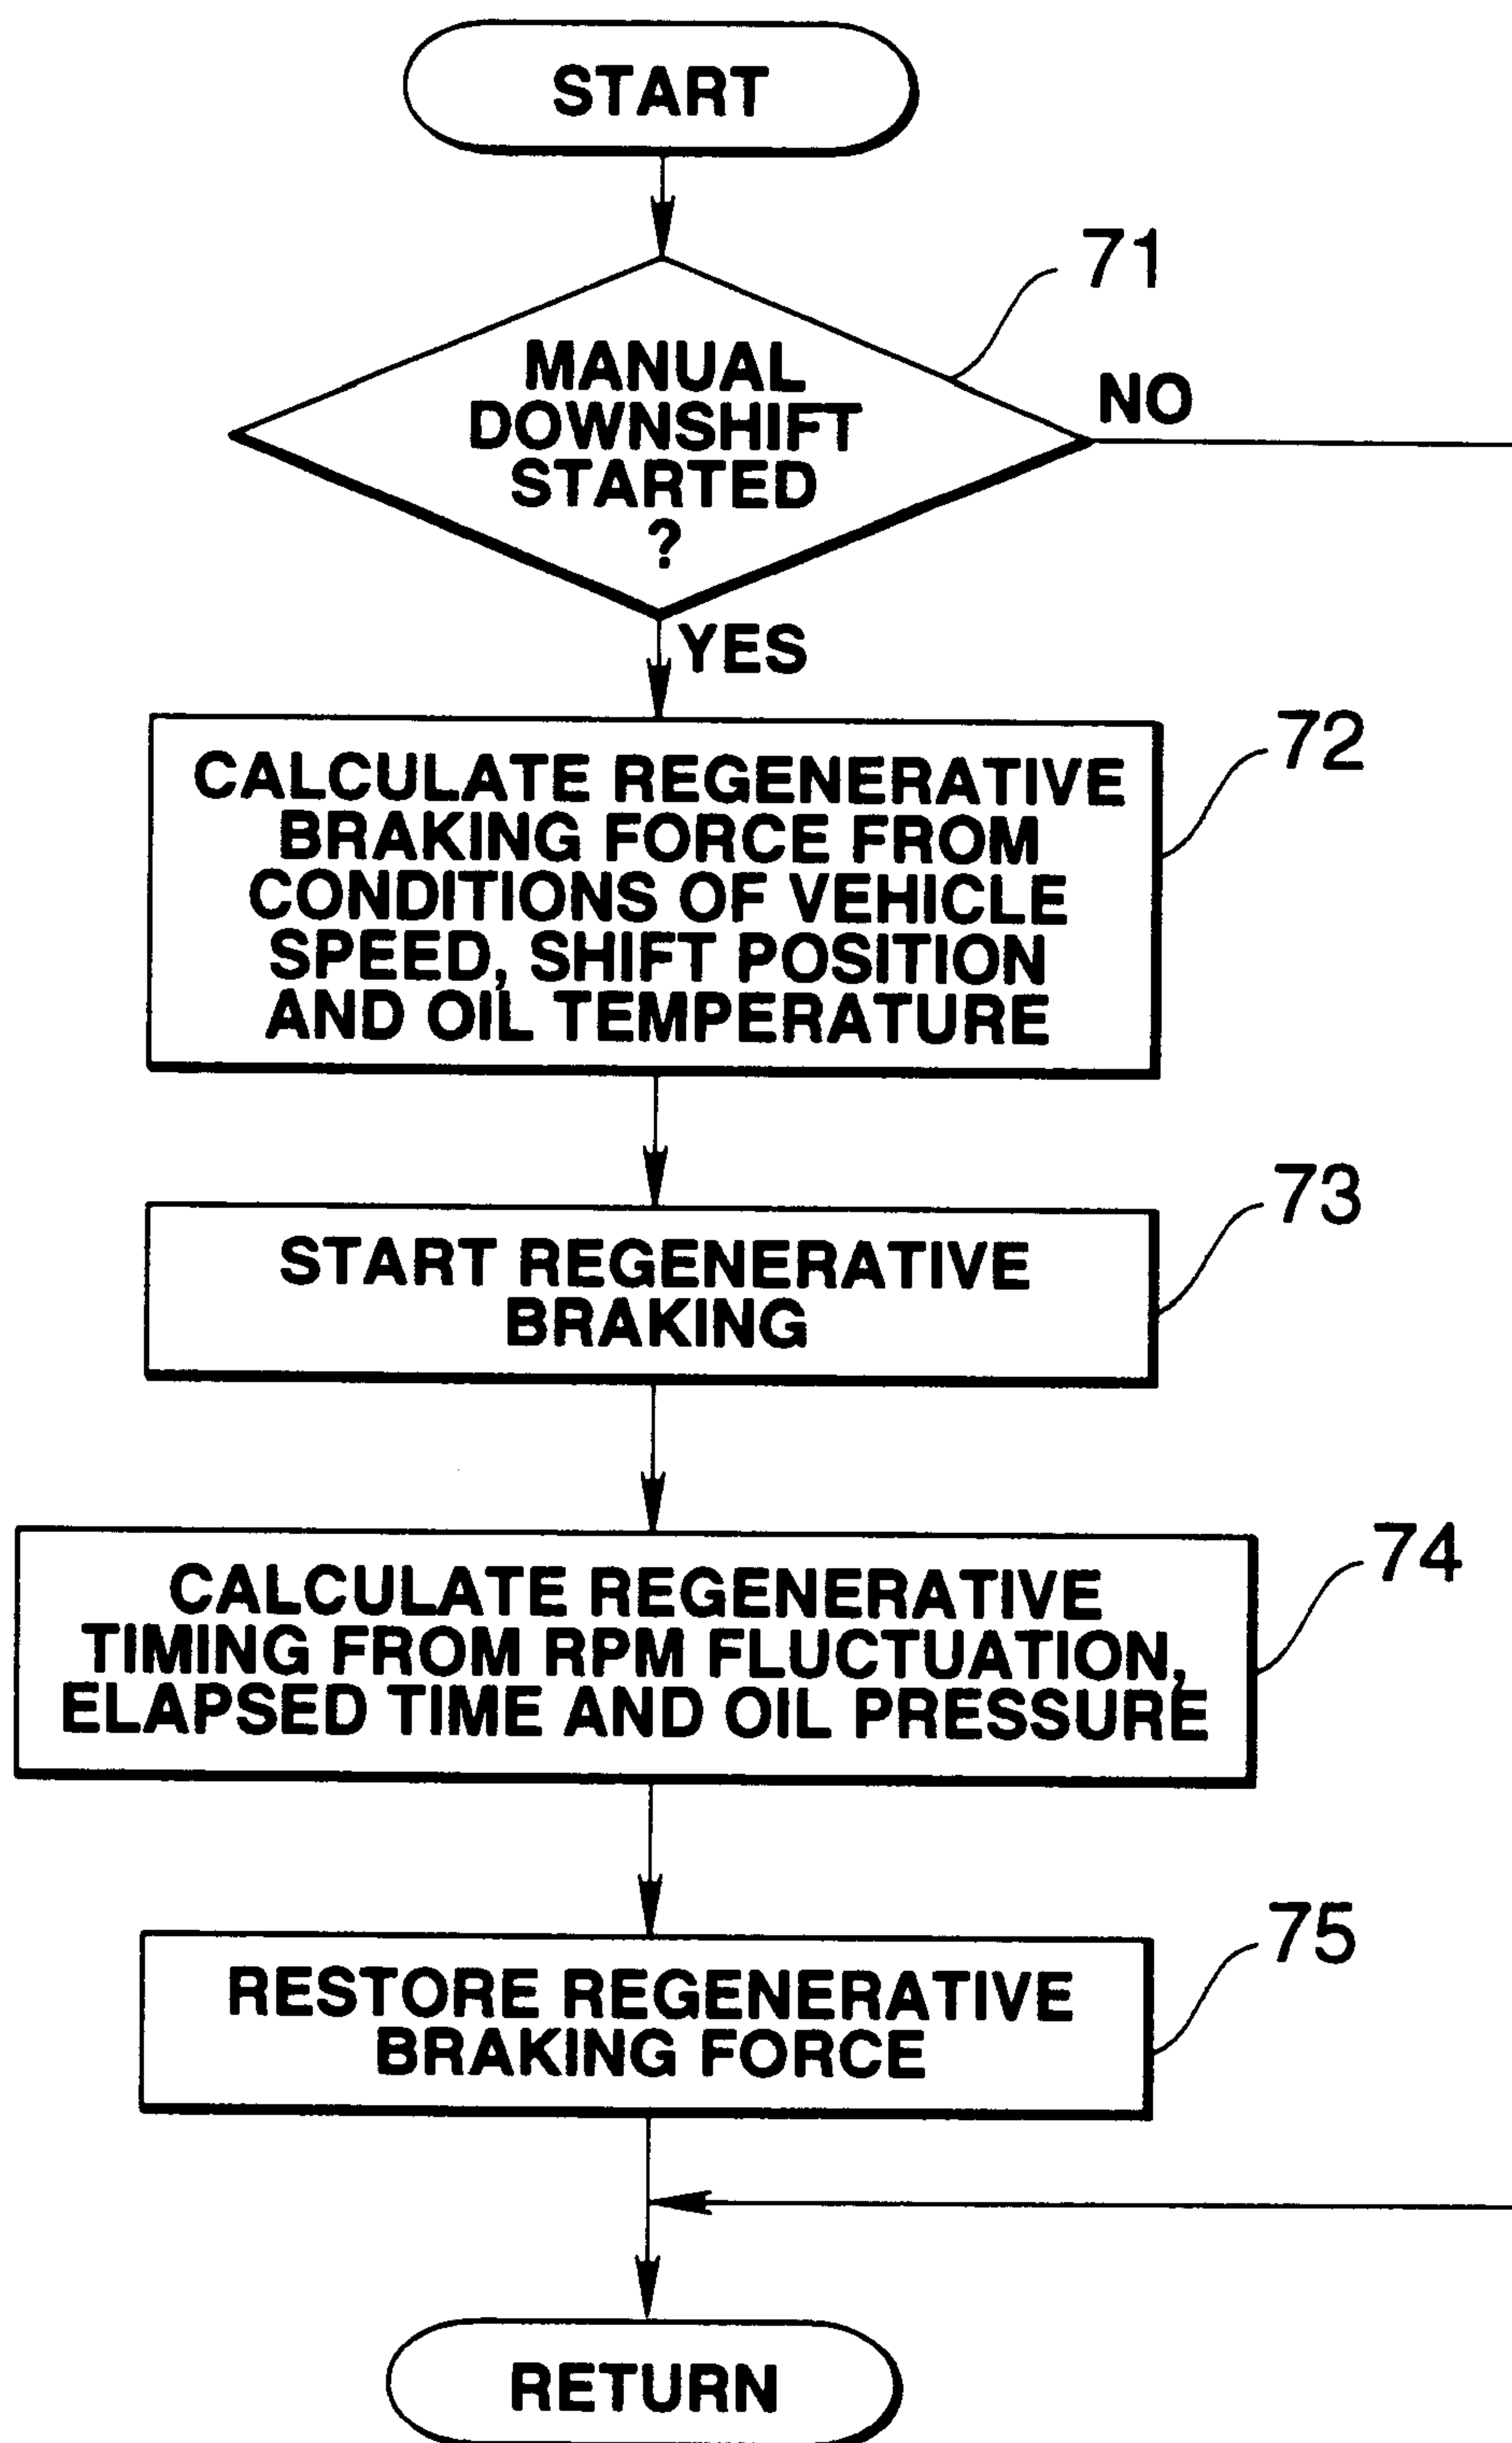 START
71
MANUAL
DOWNSHIFT
STARTED
?
NO
YES
72
CALCULATE REGENERATIVE
BRAKING FORCE FROM
CONDITIONS OF VEHICLE
SPEED, SHIFT POSITION
AND OIL TEMPERATURE
73
START REGENERATIVE
BRAKING
74
CALCULATE REGENERATIVE
TIMING FROM RPM FLUCTUATION,
ELAPSED TIME AND OIL PRESSURE
75
RESTORE REGENERATIVE
BRAKING FORCE
RETURN